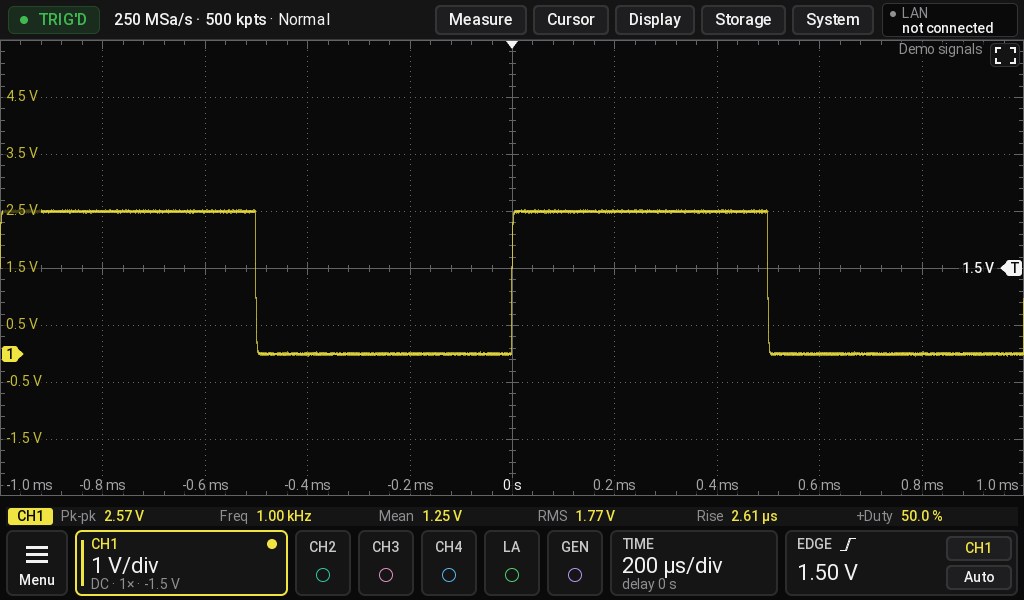 TRIG'D 250 MSa/s · 500 kpts · Normal Measure Cursor Display Storage System LAN
not connected
Demo signals
4.5 V
3.5 V
2.5 V
1.5 V 1.5 V T
0.5 V
1
-0.5 V
-1.5 V
-1.0 ms -0.8 ms -0.6 ms -0.4 ms -0.2 ms 0 s 0.2 ms 0.4 ms 0.6 ms 0.8 ms 1.0 ms
CH1 Pk-pk 2.57 V Freq 1.00 kHz Mean 1.25 V RMS 1.77 V Rise 2.61 µs +Duty 50.0 %
Menu
CH1
1 V/div
DC · 1× · -1.5 V
CH2 CH3 CH4 LA GEN
TIME
200 µs/div
delay 0 s
EDGE
1.50 V
CH1
Auto